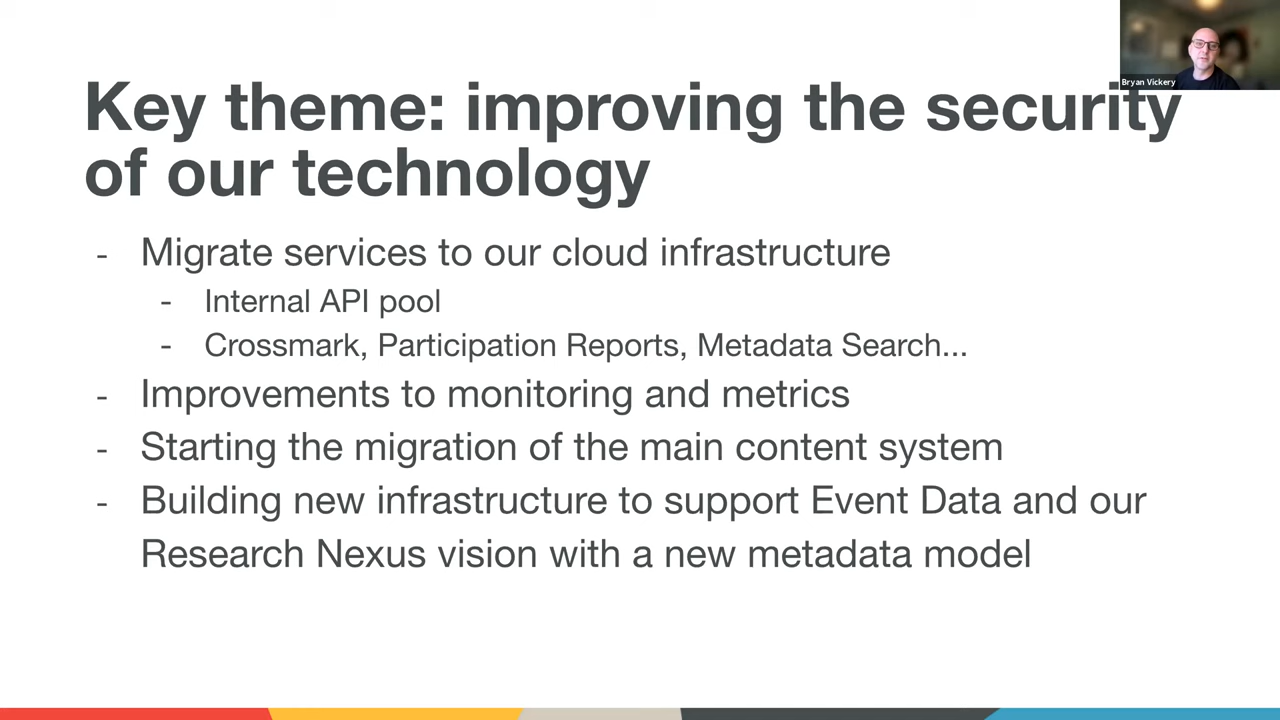 Bryan Vickery
Key theme: improving the security
of our technology
- Migrate services to our cloud infrastructure
- Internal API pool
- Crossmark, Participation Reports, Metadata Search...
- Improvements to monitoring and metrics
- Starting the migration of the main content system
- Building new infrastructure to support Event Data and our
Research Nexus vision with a new metadata model